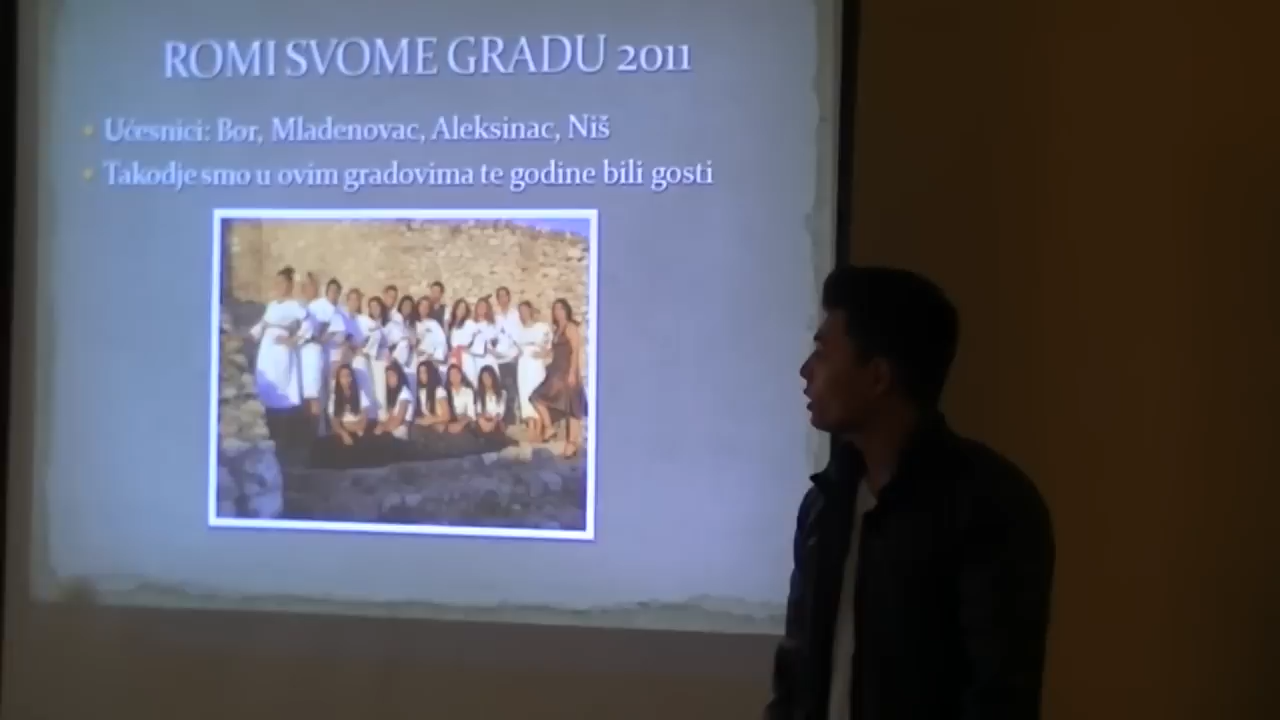 ROMI SVOME GRADU 2011
Učesnici: Bor, Mladenovac, Aleksinac, Niš
Takodje smo u ovim gradovima te godine bili gosti